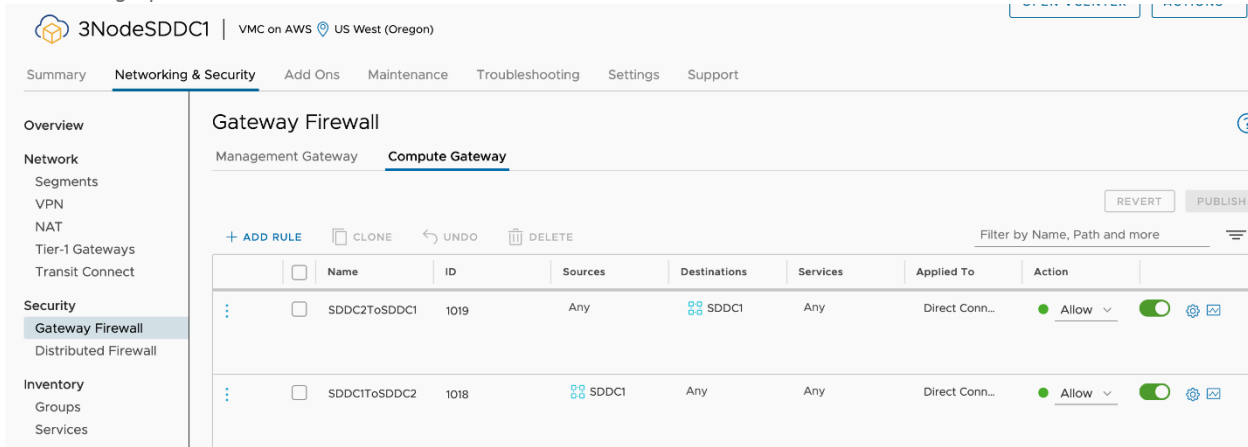 3NodeSDDC1 | VMC on AWS US West (Oregon)
OPEN VCENTER ACTIONS
Summary Networking & Security Add Ons Maintenance Troubleshooting Settings Support
Overview
Network
Segments
VPN
NAT
Tier-1 Gateways
Transit Connect
Security
Gateway Firewall
Distributed Firewall
Inventory
Groups
Services
Gateway Firewall
Management Gateway Compute Gateway
REVERT PUBLISH
+ ADD RULE CLONE UNDO DELETE Filter by Name, Path and more
Name ID Sources Destinations Services Applied To Action
SDDC2ToSDDC1 1019 Any SDDC1 Any Direct Conn... Allow
SDDC1ToSDDC2 1018 SDDC1 Any Any Direct Conn... Allow